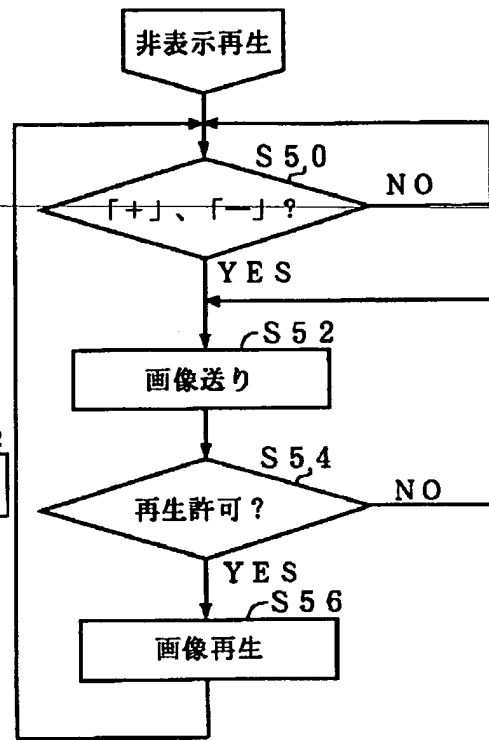 非表示再生
S50
「+」、「−」?
NO
YES
S52
画像送り
S54
再生許可?
NO
YES
S56
画像再生